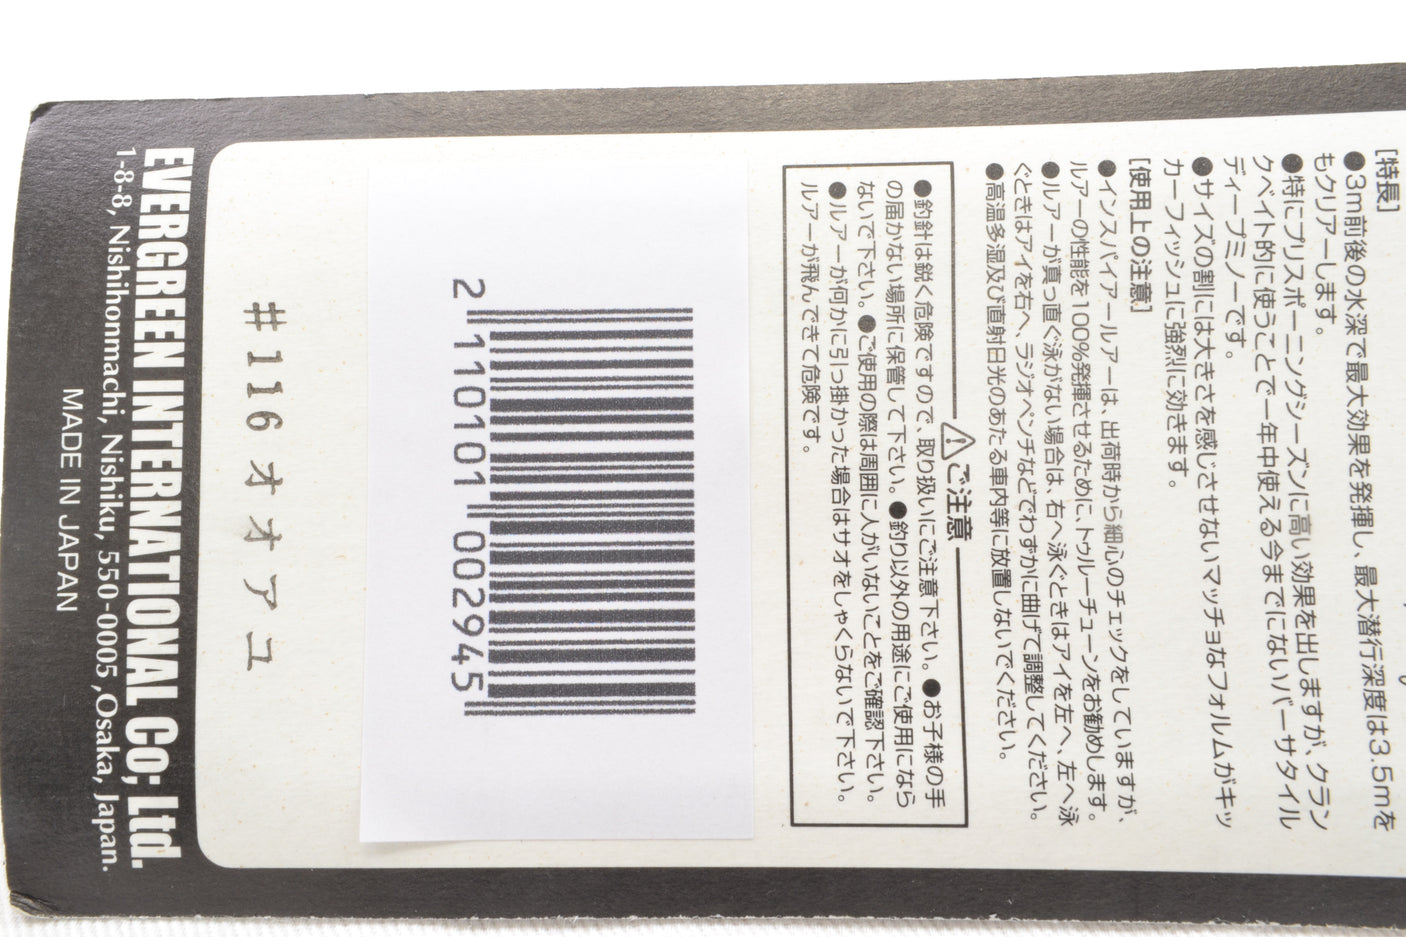 [特長]
●3m前後の水深で最大効果を発揮し、最大潜行深度は3.5mを
もクリアーします。
●特にプリスポーニングシーズンに高い効果を出しますが、クラン
クベイト的に使うことで一年中使える今までにないバーサタイル
ディープミノーです。
●サイズの割には大きさを感じさせないマッチョなフォルムがキッ
カーフィッシュに強烈に効きます。
[使用上の注意]
●インスパイアールアーは、出荷時から細心のチェックをしていますが、
ルアーの性能を100%発揮させるために、トゥルーチューンをお勧めします。
●ルアーが真っ直ぐ泳がない場合は、右へ泳ぐときはアイを左へ、左へ泳
ぐときはアイを右へ、ラジオペンチなどでわずかに曲げて調整してください。
●高温多湿及び直射日光のあたる車内等に放置しないでください。
⚠ご注意
●釣針は鋭く危険ですので、取り扱いにご注意下さい。●お子様の手
の届かない場所に保管して下さい。●釣り以外の用途にご使用になら
ないで下さい。●ご使用の際は周囲に人がいないことをご確認下さい。
●ルアーが何かに引っ掛かった場合はサオをしゃくらないで下さい。
ルアーが飛んできて危険です。
2 110101 002945
#116オオアユ
EVERGREEN INTERNATIONAL CO; Ltd.
1-8-8, Nishihonmachi, Nishiku, 550-0005 ,Osaka, Japan.
MADE IN JAPAN